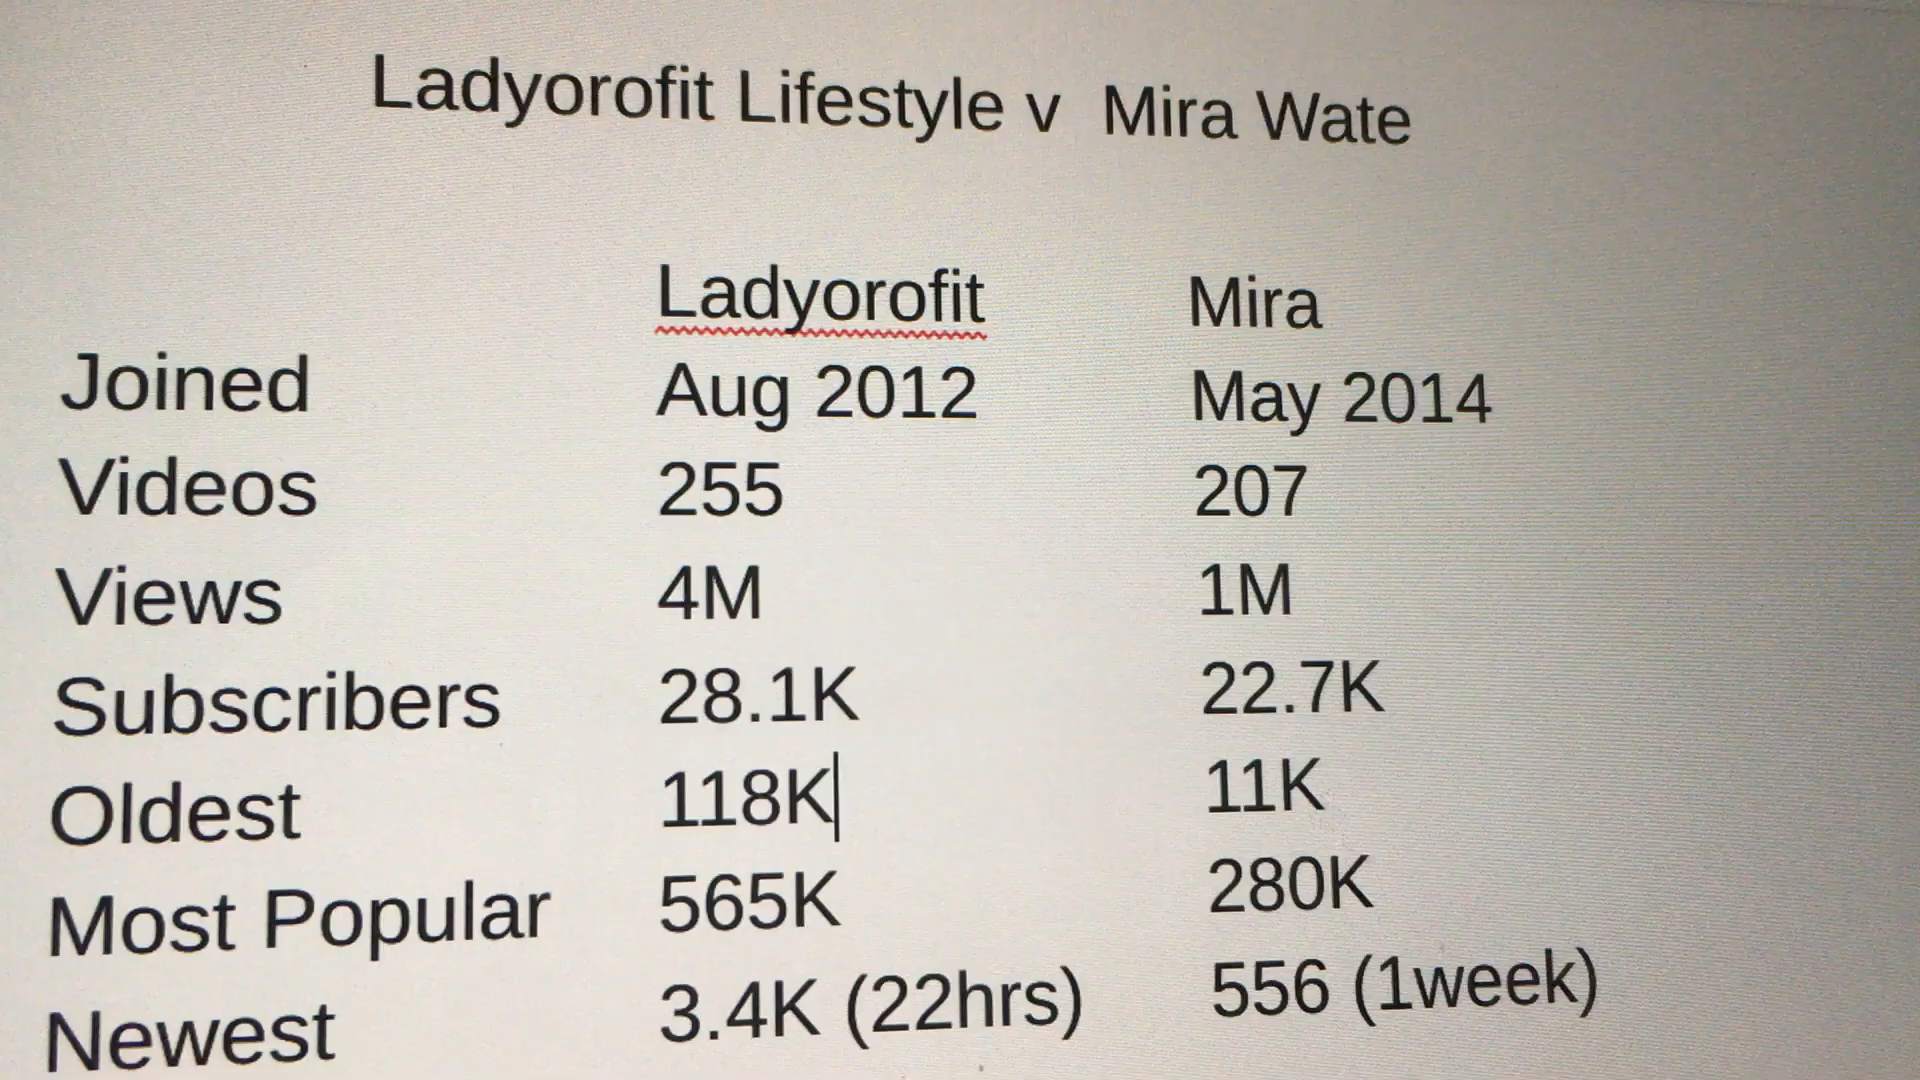 Ladyorofit Lifestyle v Mira Wate
Ladyorofit Mira
Joined Aug 2012 May 2014
Videos 255 207
Views 4M 1M
Subscribers 28.1K 22.7K
Oldest 118K 11K
Most Popular 565K 280K
Newest 3.4K (22hrs) 556 (1week)